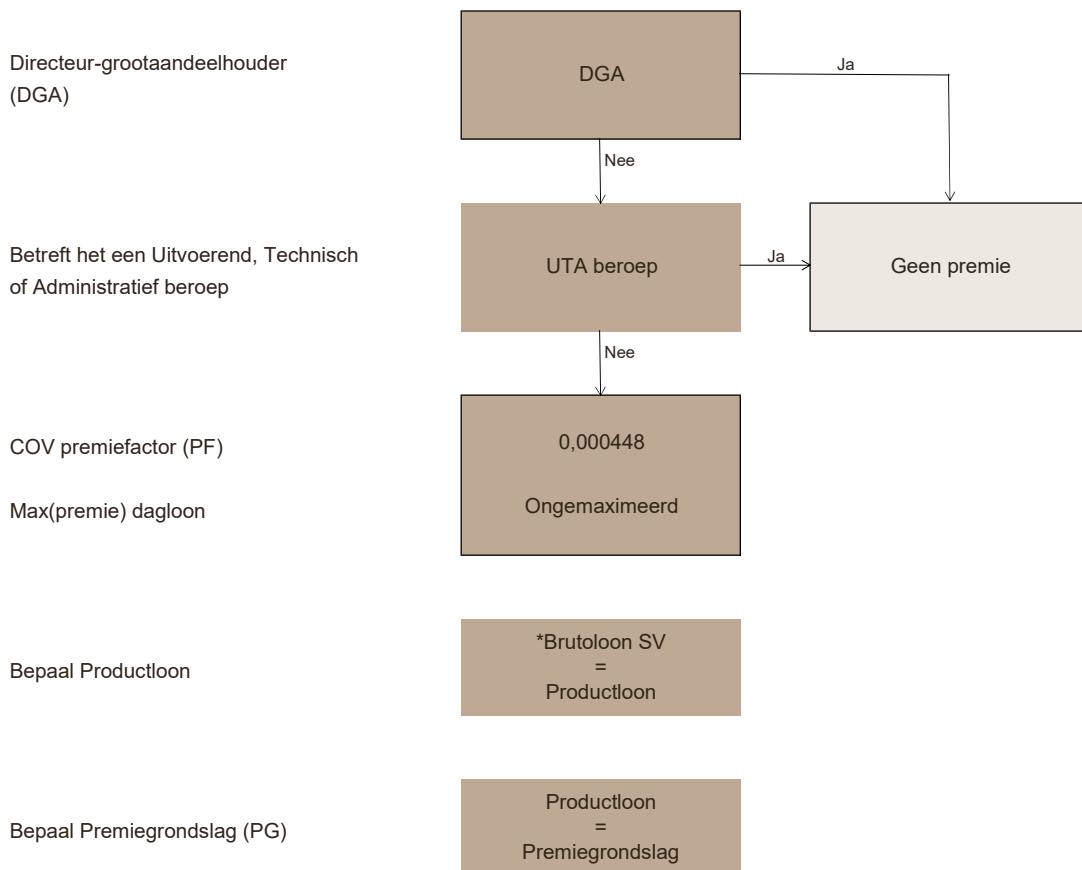 Directeur-grootaandeelhouder
(DGA)
DGA
Ja
Nee
Betreft het een Uitvoerend, Technisch
of Administratief beroep
UTA beroep
Ja
Geen premie
Nee
COV premiefactor (PF)
0,000448
Max(premie) dagloon
Ongemaximeerd
Bepaal Productloon
*Brutoloon SV
=
Productloon
Bepaal Premiegrondslag (PG)
Productloon
=
Premiegrondslag